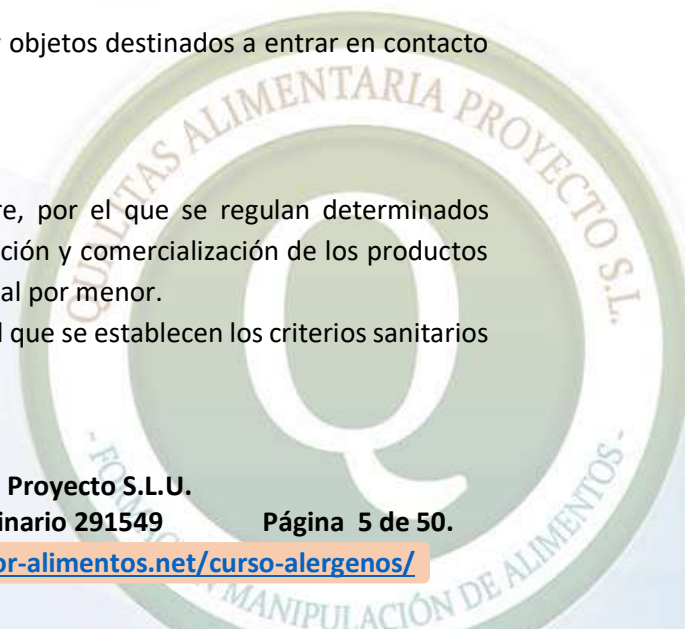 objetos destinados a entrar en contacto
re, por el que se regulan determinados
ción y comercialización de los productos
al por menor.
l que se establecen los criterios sanitarios
Proyecto S.L.U.
inario 291549 Página 5 de 50.
or-alimentos.net/curso-alergenos/
QUALITAS ALIMENTARIA PROYECTO S.L.
MANIPULACIÓN DE ALIMENTOS -